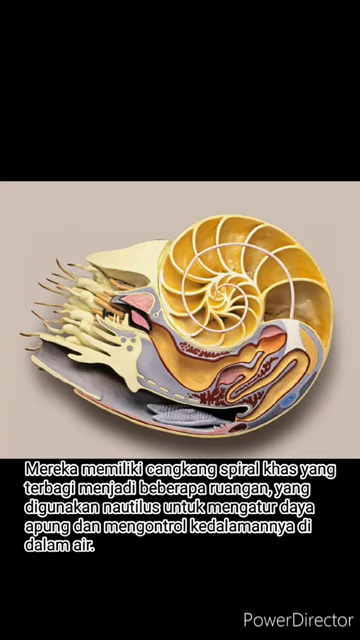 Mereka memiliki cangkang spiral khas yang
terbagi menjadi beberapa ruangan, yang
digunakan nautilus untuk mengatur daya
apung dan mengontrol kedalamannya di
dalam air.
PowerDirector